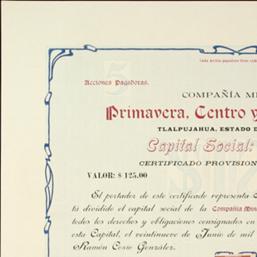 Acciones Pagadoras.
COMPAÑÍA
Primavera, Centro y
TLALPUJAHUA, ESTADO
Capital Social:
CERTIFICADO PROVISION
VALOR: $ 125.00
El portador de este certificado representa
tá dividido el capital social de la Compañía
todos los derechos y obligaciones consignados en
esta Capital, el veintinueve de Junio de mil
Ramón Cosío González.